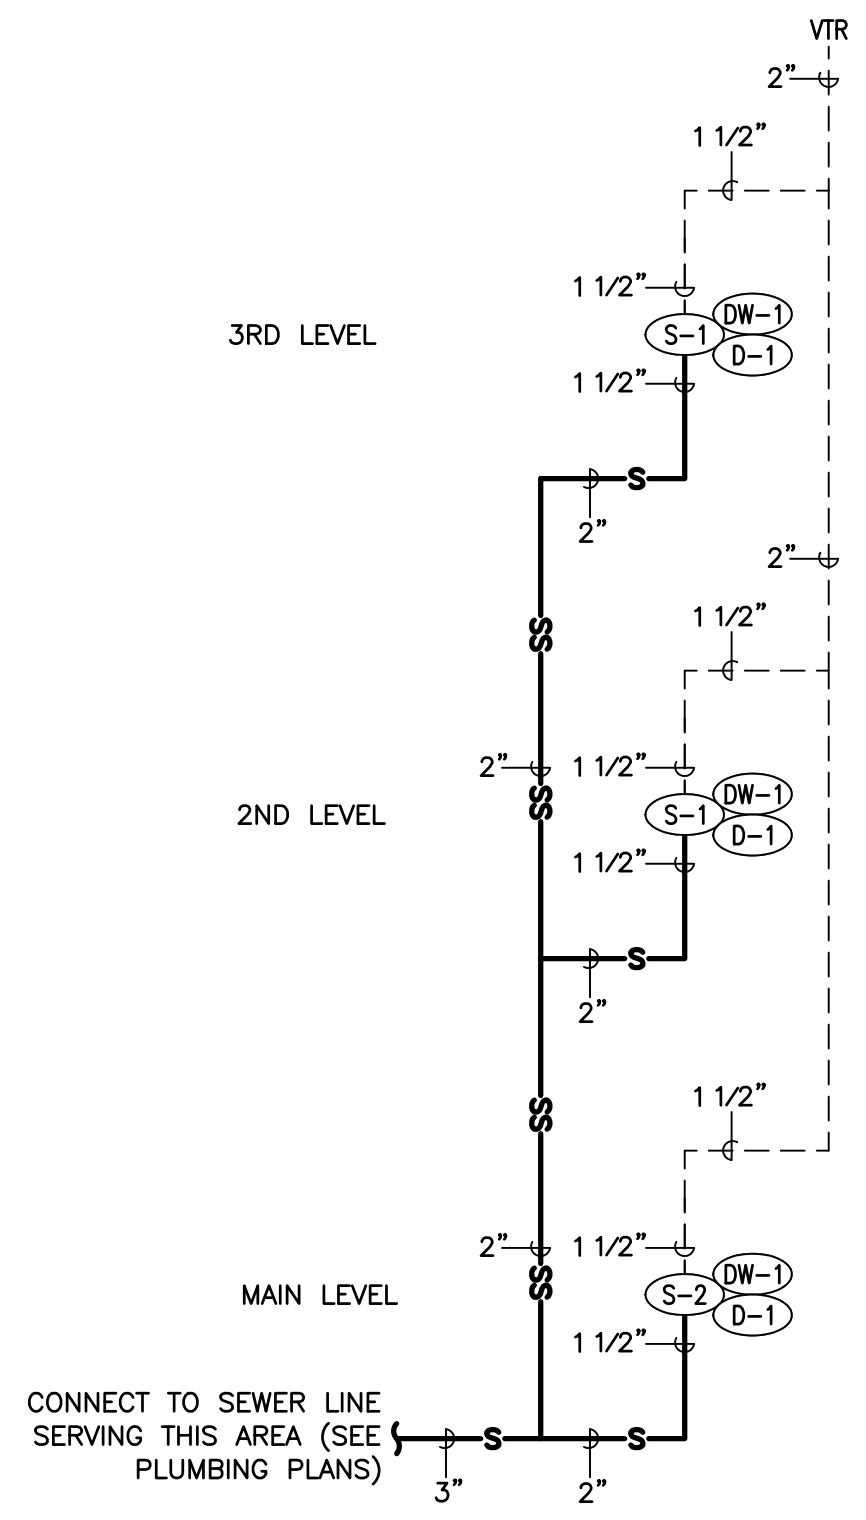 VTR
2”
1 1/2”
1 1/2”
DW-1
3RD LEVEL
S-1
D-1
1 1/2”
S
2”
2”
1 1/2”
SS
2”
1 1/2”
DW-1
SS
2ND LEVEL
S-1
D-1
1 1/2”
S
2”
1 1/2”
SS
2”
1 1/2”
DW-1
SS
MAIN LEVEL
S-2
D-1
1 1/2”
CONNECT TO SEWER LINE
SERVING THIS AREA (SEE
PLUMBING PLANS)
S
S
3”
2”